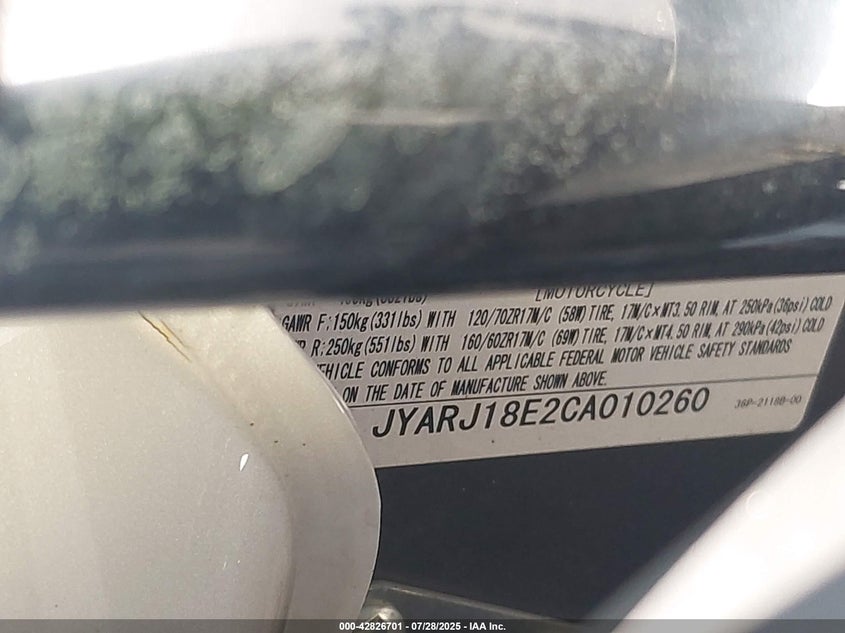 [MOTORCYCLE]
GAWR F:150kg(331lbs) WITH 120/70ZR17M/C (58W) TIRE, 17M/C×MT3.50 RIM, AT 250kPa(36psi) COLD
R:250kg(551lbs) WITH 160/60ZR17M/C (69W) TIRE, 17M/C×MT4.50 RIM, AT 290kPa(42psi) COLD
VEHICLE CONFORMS TO ALL APPLICABLE FEDERAL MOTOR VEHICLE SAFETY STANDARDS
ON THE DATE OF MANUFACTURE SHOWN ABOVE.
JYARJ18E2CA010260 36P-2118B-00
000-42826701 - 07/28/2025 - IAA Inc.